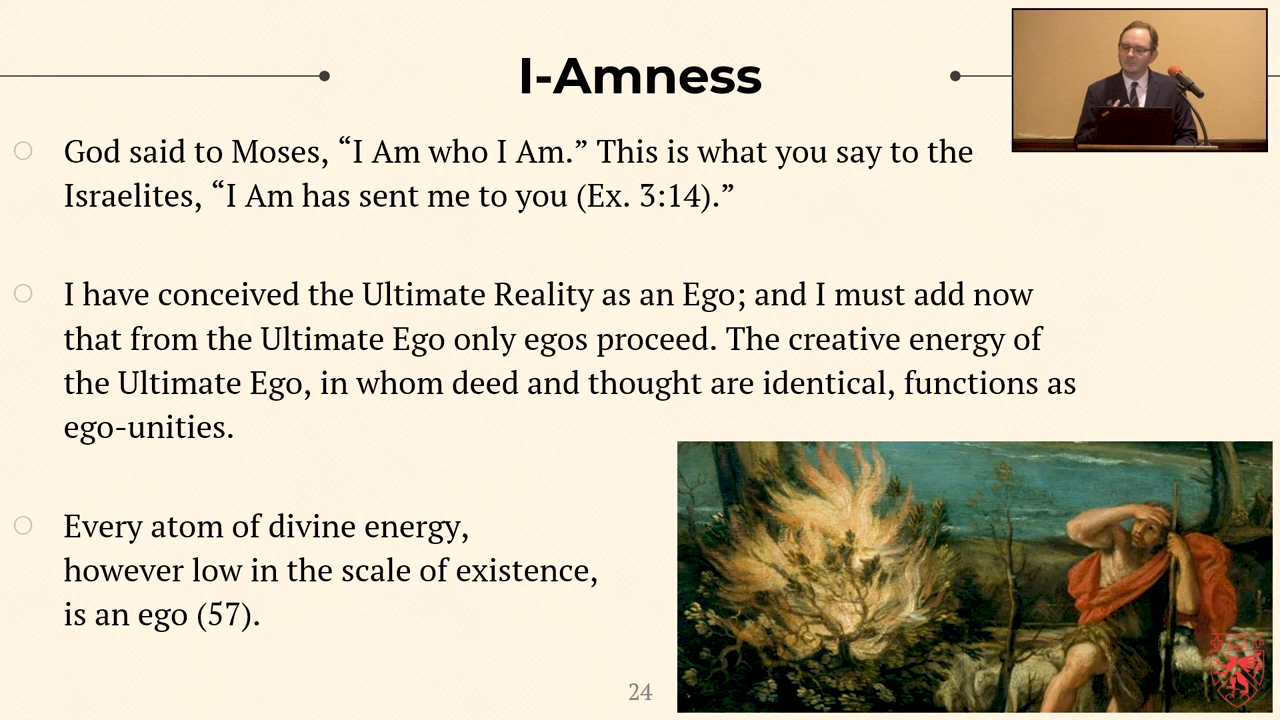 I-Amness
God said to Moses, “I Am who I Am.” This is what you say to the
Israelites, “I Am has sent me to you (Ex. 3:14).”
I have conceived the Ultimate Reality as an Ego; and I must add now
that from the Ultimate Ego only egos proceed. The creative energy of
the Ultimate Ego, in whom deed and thought are identical, functions as
ego-unities.
Every atom of divine energy,
however low in the scale of existence,
is an ego (57).
24